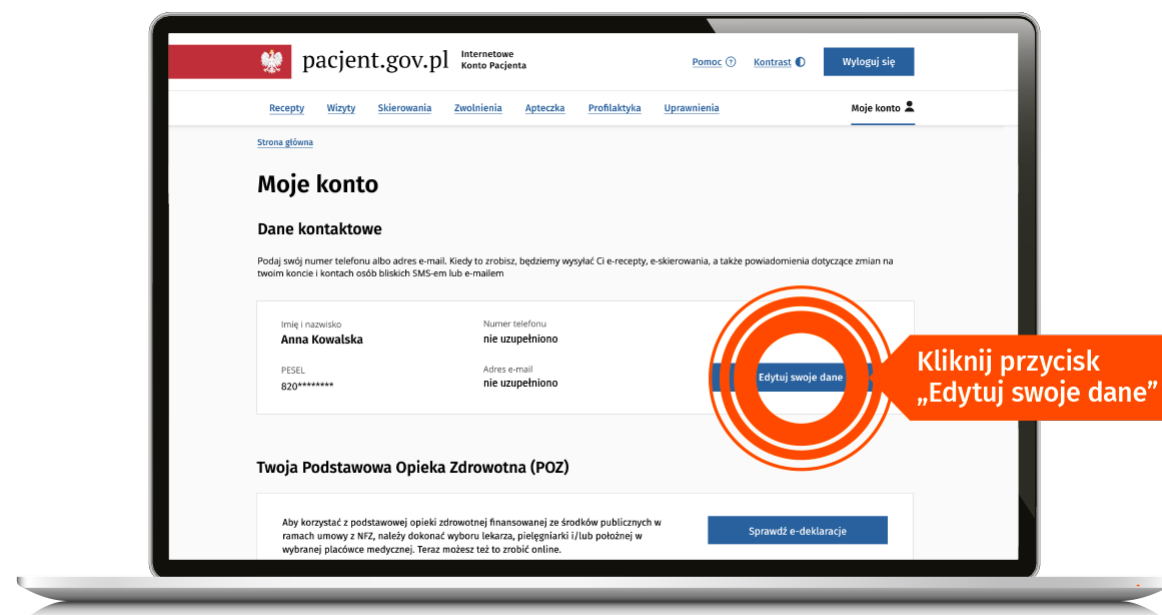 pacjent.gov.pl
Internetowe
Konto Pacjenta
Pomoc
Kontrast
Wyloguj się
Recepty
Wizyty
Skierowania
Zwolnienia
Apteczka
Profilaktyka
Uprawnienia
Moje konto
Strona główna
Moje konto
Dane kontaktowe
Podaj swój numer telefonu albo adres e-mail. Kiedy to zrobisz, będziemy wysyłać Ci e-recepty, e-skierowania, a także powiadomienia dotyczące zmian na
twoim koncie i kontach osób bliskich SMS-em lub e-mailem
Imię i nazwisko
Anna Kowalska
Numer telefonu
nie uzupełniono
PESEL
820********
Adres e-mail
nie uzupełniono
Edytuj swoje dane
Kliknij przycisk
„Edytuj swoje dane”
Twoja Podstawowa Opieka Zdrowotna (POZ)
Aby korzystać z podstawowej opieki zdrowotnej finansowanej ze środków publicznych w
ramach umowy z NFZ, należy dokonać wyboru lekarza, pielęgniarki i/lub położnej w
wybranej placówce medycznej. Teraz możesz też to zrobić online.
Sprawdź e-deklaracje